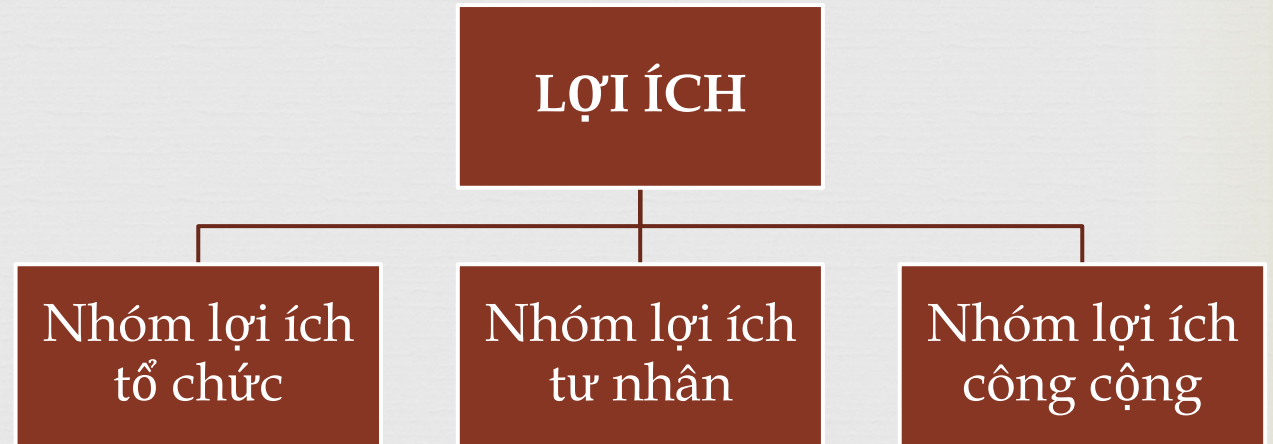 LỢI ÍCH
Nhóm lợi ích
tổ chức
Nhóm lợi ích
tư nhân
Nhóm lợi ích
công cộng